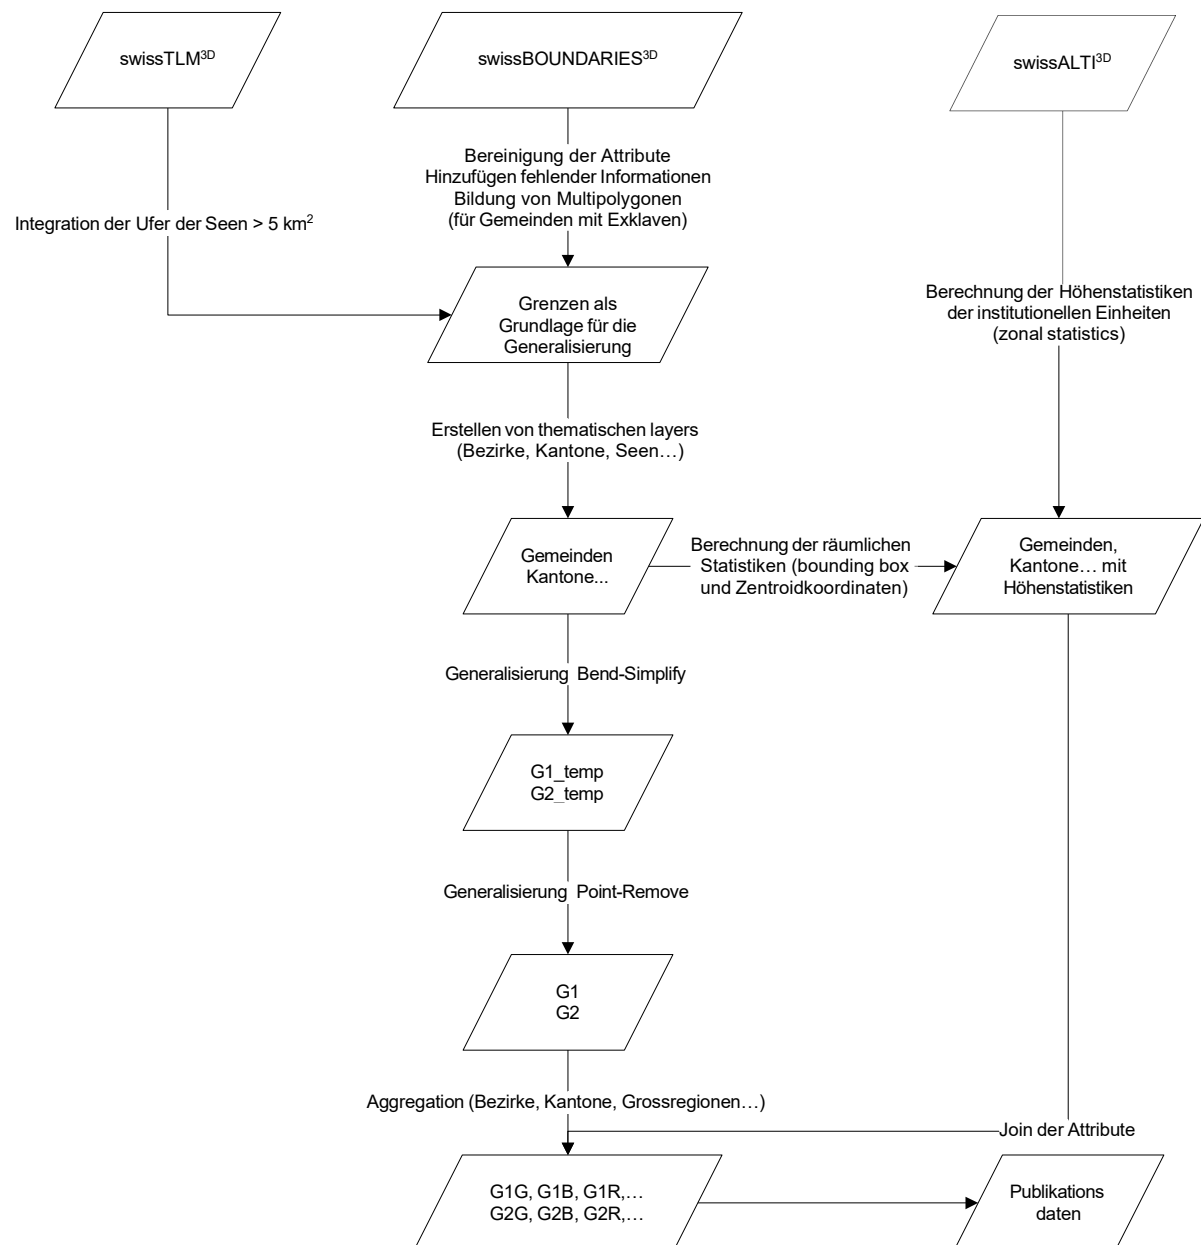 swissTLM3D
swissBOUNDARIES3D
swissALTI3D
Bereinigung der Attribute
Hinzufügen fehlender Informationen
Bildung von Multipolygonen
(für Gemeinden mit Exklaven)
Integration der Ufer der Seen > 5 km2
Berechnung der Höhenstatistiken
der institutionellen Einheiten
(zonal statistics)
Grenzen als
Grundlage für die
Generalisierung
Erstellen von thematischen layers
(Bezirke, Kantone, Seen…)
Gemeinden
Kantone...
Berechnung der räumlichen
Statistiken (bounding box
und Zentroidkoordinaten)
Gemeinden,
Kantone… mit
Höhenstatistiken
Generalisierung Bend-Simplify
G1_temp
G2_temp
Generalisierung Point-Remove
G1
G2
Aggregation (Bezirke, Kantone, Grossregionen…)
Join der Attribute
G1G, G1B, G1R,…
G2G, G2B, G2R,…
Publikations
daten